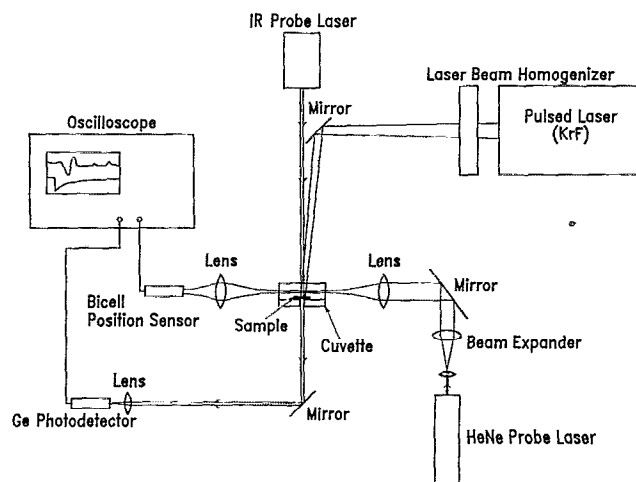 IR Probe Laser
Laser Beam Homogenizer
Mirror
Pulsed Laser
(KrF)
Oscilloscope
Lens
Lens
Mirror
Bicell
Position Sensor
Sample
Cuvette
Beam Expander
Lens
Mirror
Ge Photodetector
HeNe Probe Laser